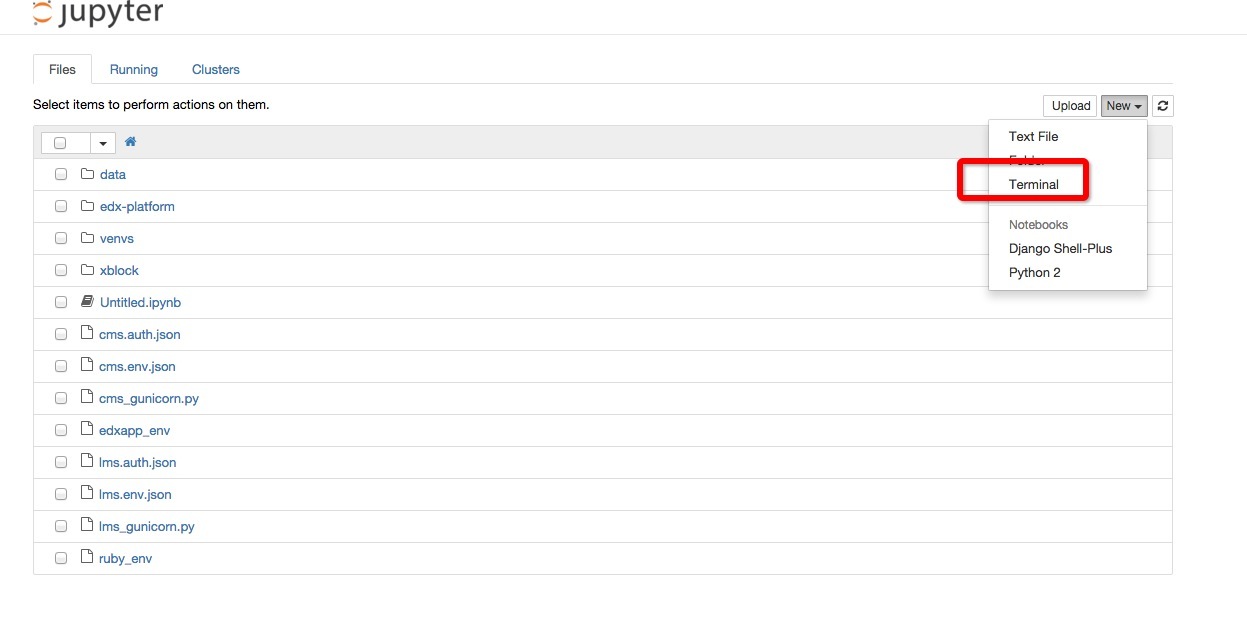 jupyter
Files Running Clusters
Select items to perform actions on them.
Upload New
Text File
Folder
Terminal
Notebooks
Django Shell-Plus
Python 2
data
edx-platform
venvs
xblock
Untitled.ipynb
cms.auth.json
cms.env.json
cms_gunicorn.py
edxapp_env
lms.auth.json
lms.env.json
lms_gunicorn.py
ruby_env